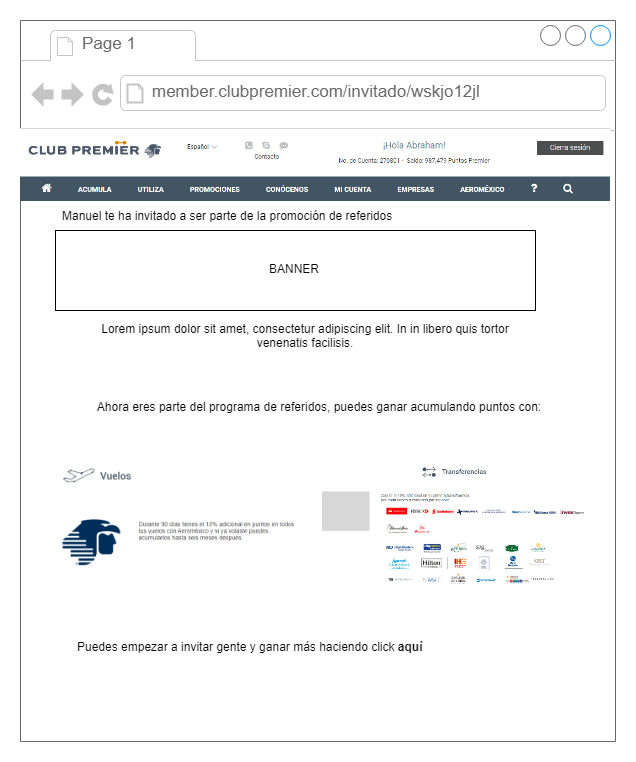 Page 1
member.clubpremier.com/invitado/wskjo12jl
CLUB PREMIER
Español
Contacto
¡Hola Abraham!
No. de Cuenta: 270801 · Saldo: 987,479 Puntos Premier
Cierra sesión
ACUMULA UTILIZA PROMOCIONES CONÓCENOS MI CUENTA EMPRESAS AEROMÉXICO ?
Manuel te ha invitado a ser parte de la promoción de referidos
BANNER
Lorem ipsum dolor sit amet, consectetur adipiscing elit. In in libero quis tortor
venenatis facilisis.
Ahora eres parte del programa de referidos, puedes ganar acumulando puntos con:
Vuelos
Durante 90 días tienes el 15% adicional en puntos en todos
tus vuelos con Aeroméxico y si ya volaste puedes
acumularlos hasta seis meses después
Transferencias
HSBC Scotiabank
Hilton IHG
Puedes empezar a invitar gente y ganar más haciendo click aquí